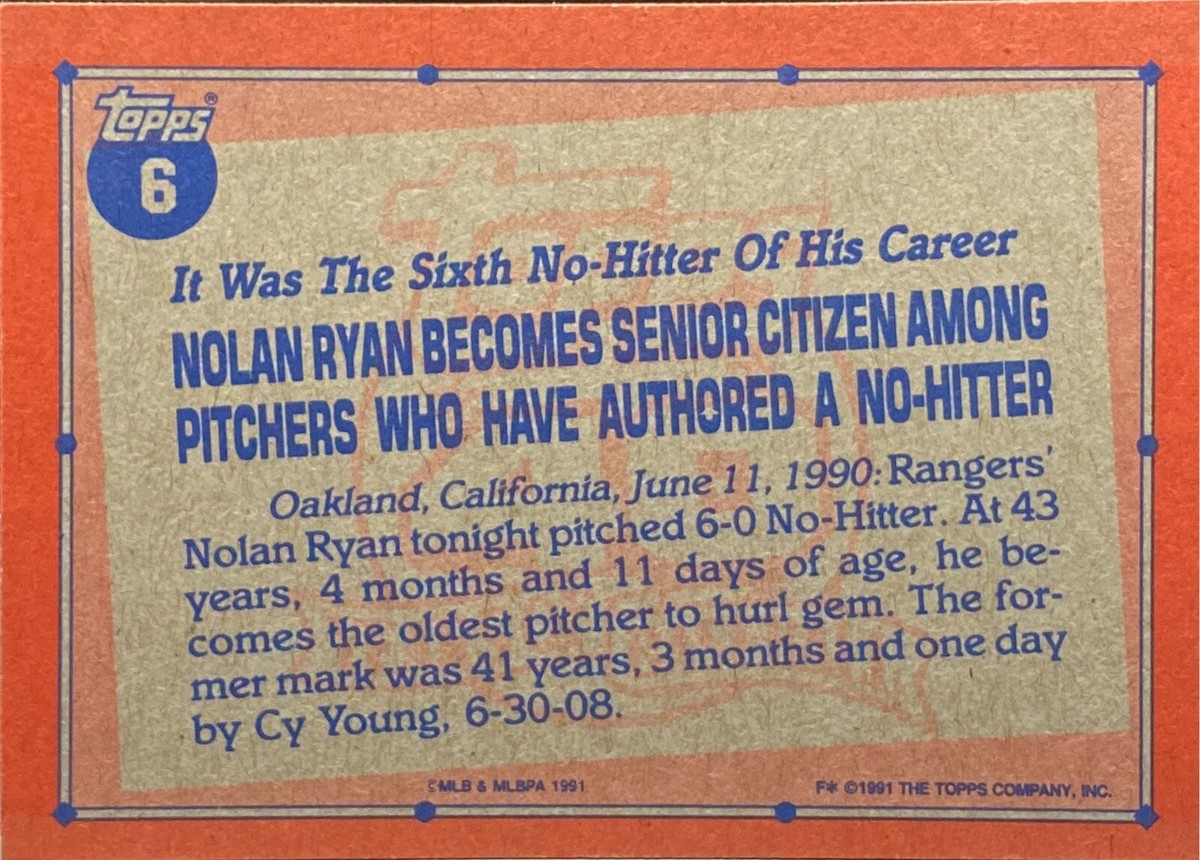 Topps®
6
It Was The Sixth No-Hitter Of His Career
NOLAN RYAN BECOMES SENIOR CITIZEN AMONG
PITCHERS WHO HAVE AUTHORED A NO-HITTER
Oakland, California, June 11, 1990: Rangers'
Nolan Ryan tonight pitched 6-0 No-Hitter. At 43
years, 4 months and 11 days of age, he be-
comes the oldest pitcher to hurl gem. The for-
mer mark was 41 years, 3 months and one day
by Cy Young, 6-30-08.
©MLB & MLBPA 1991
F* ©1991 THE TOPPS COMPANY, INC.